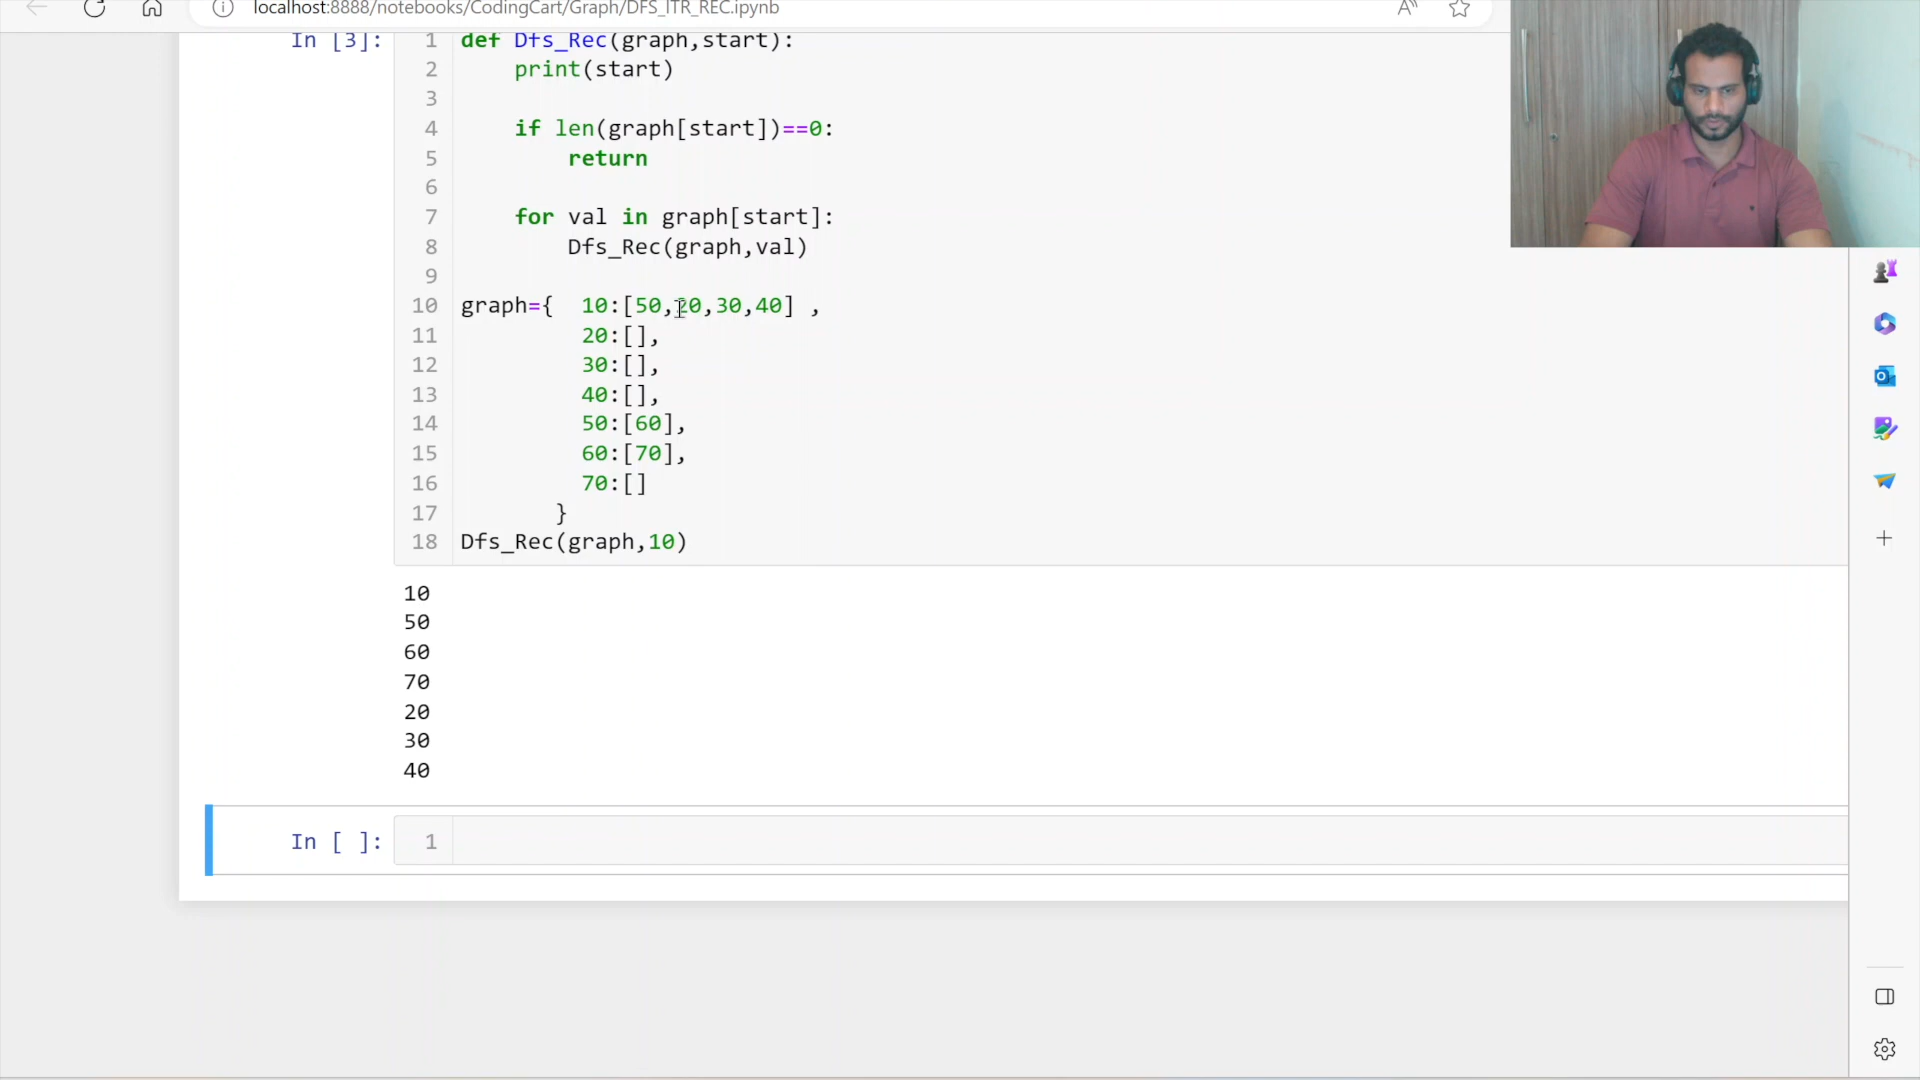 localhost:8888/notebooks/CodingCart/Graph/DFS_ITR_REC.ipynb
In [3]:
1 def Dfs_Rec(graph,start):
2 print(start)
3
4 if len(graph[start])==0:
5 return
6
7 for val in graph[start]:
8 Dfs_Rec(graph,val)
9
10 graph={ 10:[50,20,30,40] ,
11 20:[],
12 30:[],
13 40:[],
14 50:[60],
15 60:[70],
16 70:[]
17 }
18 Dfs_Rec(graph,10)
10
50
60
70
20
30
40
In [ ]: 1